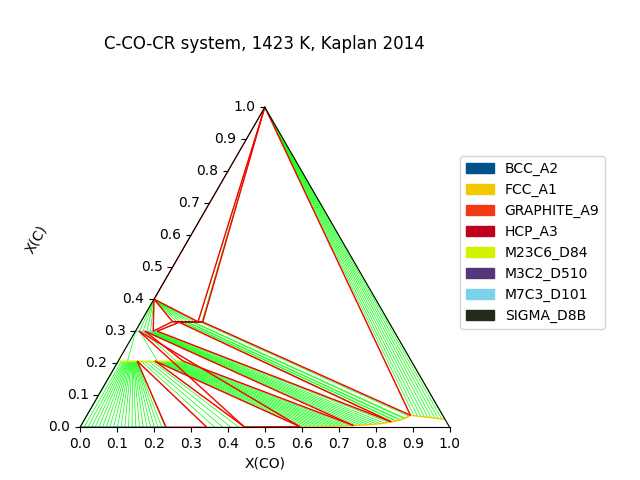 C-CO-CR system, 1423 K, Kaplan 2014
1.0
0.9
0.8
0.7
0.6
0.5
0.4
0.3
0.2
0.1
0.0
X(C)
0.0 0.1 0.2 0.3 0.4 0.5 0.6 0.7 0.8 0.9 1.0
X(CO)
BCC_A2
FCC_A1
GRAPHITE_A9
HCP_A3
M23C6_D84
M3C2_D510
M7C3_D101
SIGMA_D8B